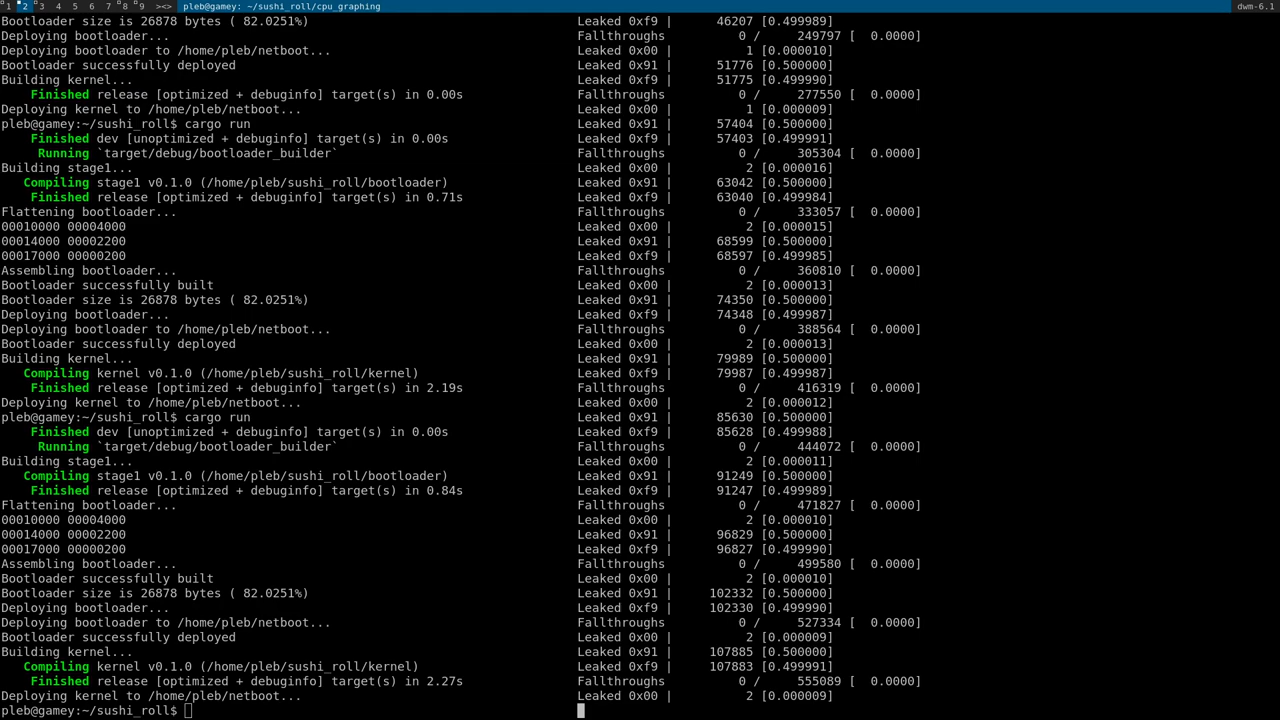 1 2 3 4 5 6 7 8 9 ><> pleb@gamey: ~/sushi_roll/cpu_graphing dwm-6.1
Bootloader size is 26878 bytes ( 82.0251%)
Deploying bootloader...
Deploying bootloader to /home/pleb/netboot...
Bootloader successfully deployed
Building kernel...
Finished release [optimized + debuginfo] target(s) in 0.00s
Deploying kernel to /home/pleb/netboot...
pleb@gamey:~/sushi_roll$ cargo run
Finished dev [unoptimized + debuginfo] target(s) in 0.00s
Running `target/debug/bootloader_builder`
Building stage1...
Compiling stage1 v0.1.0 (/home/pleb/sushi_roll/bootloader)
Finished release [optimized + debuginfo] target(s) in 0.71s
Flattening bootloader...
00010000 00004000
00014000 00002200
00017000 00000200
Assembling bootloader...
Bootloader successfully built
Bootloader size is 26878 bytes ( 82.0251%)
Deploying bootloader...
Deploying bootloader to /home/pleb/netboot...
Bootloader successfully deployed
Building kernel...
Compiling kernel v0.1.0 (/home/pleb/sushi_roll/kernel)
Finished release [optimized + debuginfo] target(s) in 2.19s
Deploying kernel to /home/pleb/netboot...
pleb@gamey:~/sushi_roll$ cargo run
Finished dev [unoptimized + debuginfo] target(s) in 0.00s
Running `target/debug/bootloader_builder`
Building stage1...
Compiling stage1 v0.1.0 (/home/pleb/sushi_roll/bootloader)
Finished release [optimized + debuginfo] target(s) in 0.84s
Flattening bootloader...
00010000 00004000
00014000 00002200
00017000 00000200
Assembling bootloader...
Bootloader successfully built
Bootloader size is 26878 bytes ( 82.0251%)
Deploying bootloader...
Deploying bootloader to /home/pleb/netboot...
Bootloader successfully deployed
Building kernel...
Compiling kernel v0.1.0 (/home/pleb/sushi_roll/kernel)
Finished release [optimized + debuginfo] target(s) in 2.27s
Deploying kernel to /home/pleb/netboot...
pleb@gamey:~/sushi_roll$
Leaked 0xf9 | 46207 [0.499989]
Fallthroughs 0 / 249797 [ 0.0000]
Leaked 0x00 | 1 [0.000010]
Leaked 0x91 | 51776 [0.500000]
Leaked 0xf9 | 51775 [0.499990]
Fallthroughs 0 / 277550 [ 0.0000]
Leaked 0x00 | 1 [0.000009]
Leaked 0x91 | 57404 [0.500000]
Leaked 0xf9 | 57403 [0.499991]
Fallthroughs 0 / 305304 [ 0.0000]
Leaked 0x00 | 2 [0.000016]
Leaked 0x91 | 63042 [0.500000]
Leaked 0xf9 | 63040 [0.499984]
Fallthroughs 0 / 333057 [ 0.0000]
Leaked 0x00 | 2 [0.000015]
Leaked 0x91 | 68599 [0.500000]
Leaked 0xf9 | 68597 [0.499985]
Fallthroughs 0 / 360810 [ 0.0000]
Leaked 0x00 | 2 [0.000013]
Leaked 0x91 | 74350 [0.500000]
Leaked 0xf9 | 74348 [0.499987]
Fallthroughs 0 / 388564 [ 0.0000]
Leaked 0x00 | 2 [0.000013]
Leaked 0x91 | 79989 [0.500000]
Leaked 0xf9 | 79987 [0.499987]
Fallthroughs 0 / 416319 [ 0.0000]
Leaked 0x00 | 2 [0.000012]
Leaked 0x91 | 85630 [0.500000]
Leaked 0xf9 | 85628 [0.499988]
Fallthroughs 0 / 444072 [ 0.0000]
Leaked 0x00 | 2 [0.000011]
Leaked 0x91 | 91249 [0.500000]
Leaked 0xf9 | 91247 [0.499989]
Fallthroughs 0 / 471827 [ 0.0000]
Leaked 0x00 | 2 [0.000010]
Leaked 0x91 | 96829 [0.500000]
Leaked 0xf9 | 96827 [0.499990]
Fallthroughs 0 / 499580 [ 0.0000]
Leaked 0x00 | 2 [0.000010]
Leaked 0x91 | 102332 [0.500000]
Leaked 0xf9 | 102330 [0.499990]
Fallthroughs 0 / 527334 [ 0.0000]
Leaked 0x00 | 2 [0.000009]
Leaked 0x91 | 107885 [0.500000]
Leaked 0xf9 | 107883 [0.499991]
Fallthroughs 0 / 555089 [ 0.0000]
Leaked 0x00 | 2 [0.000009]